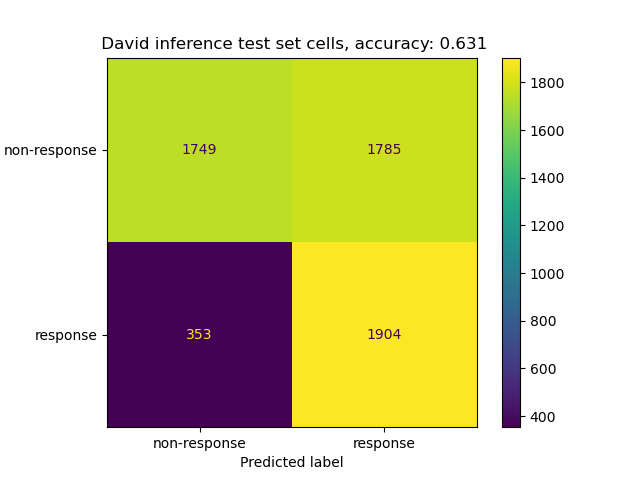 David inference test set cells, accuracy: 0.631
non-response
1749
1785
response
353
1904
non-response
response
Predicted label
1800
1600
1400
1200
1000
800
600
400